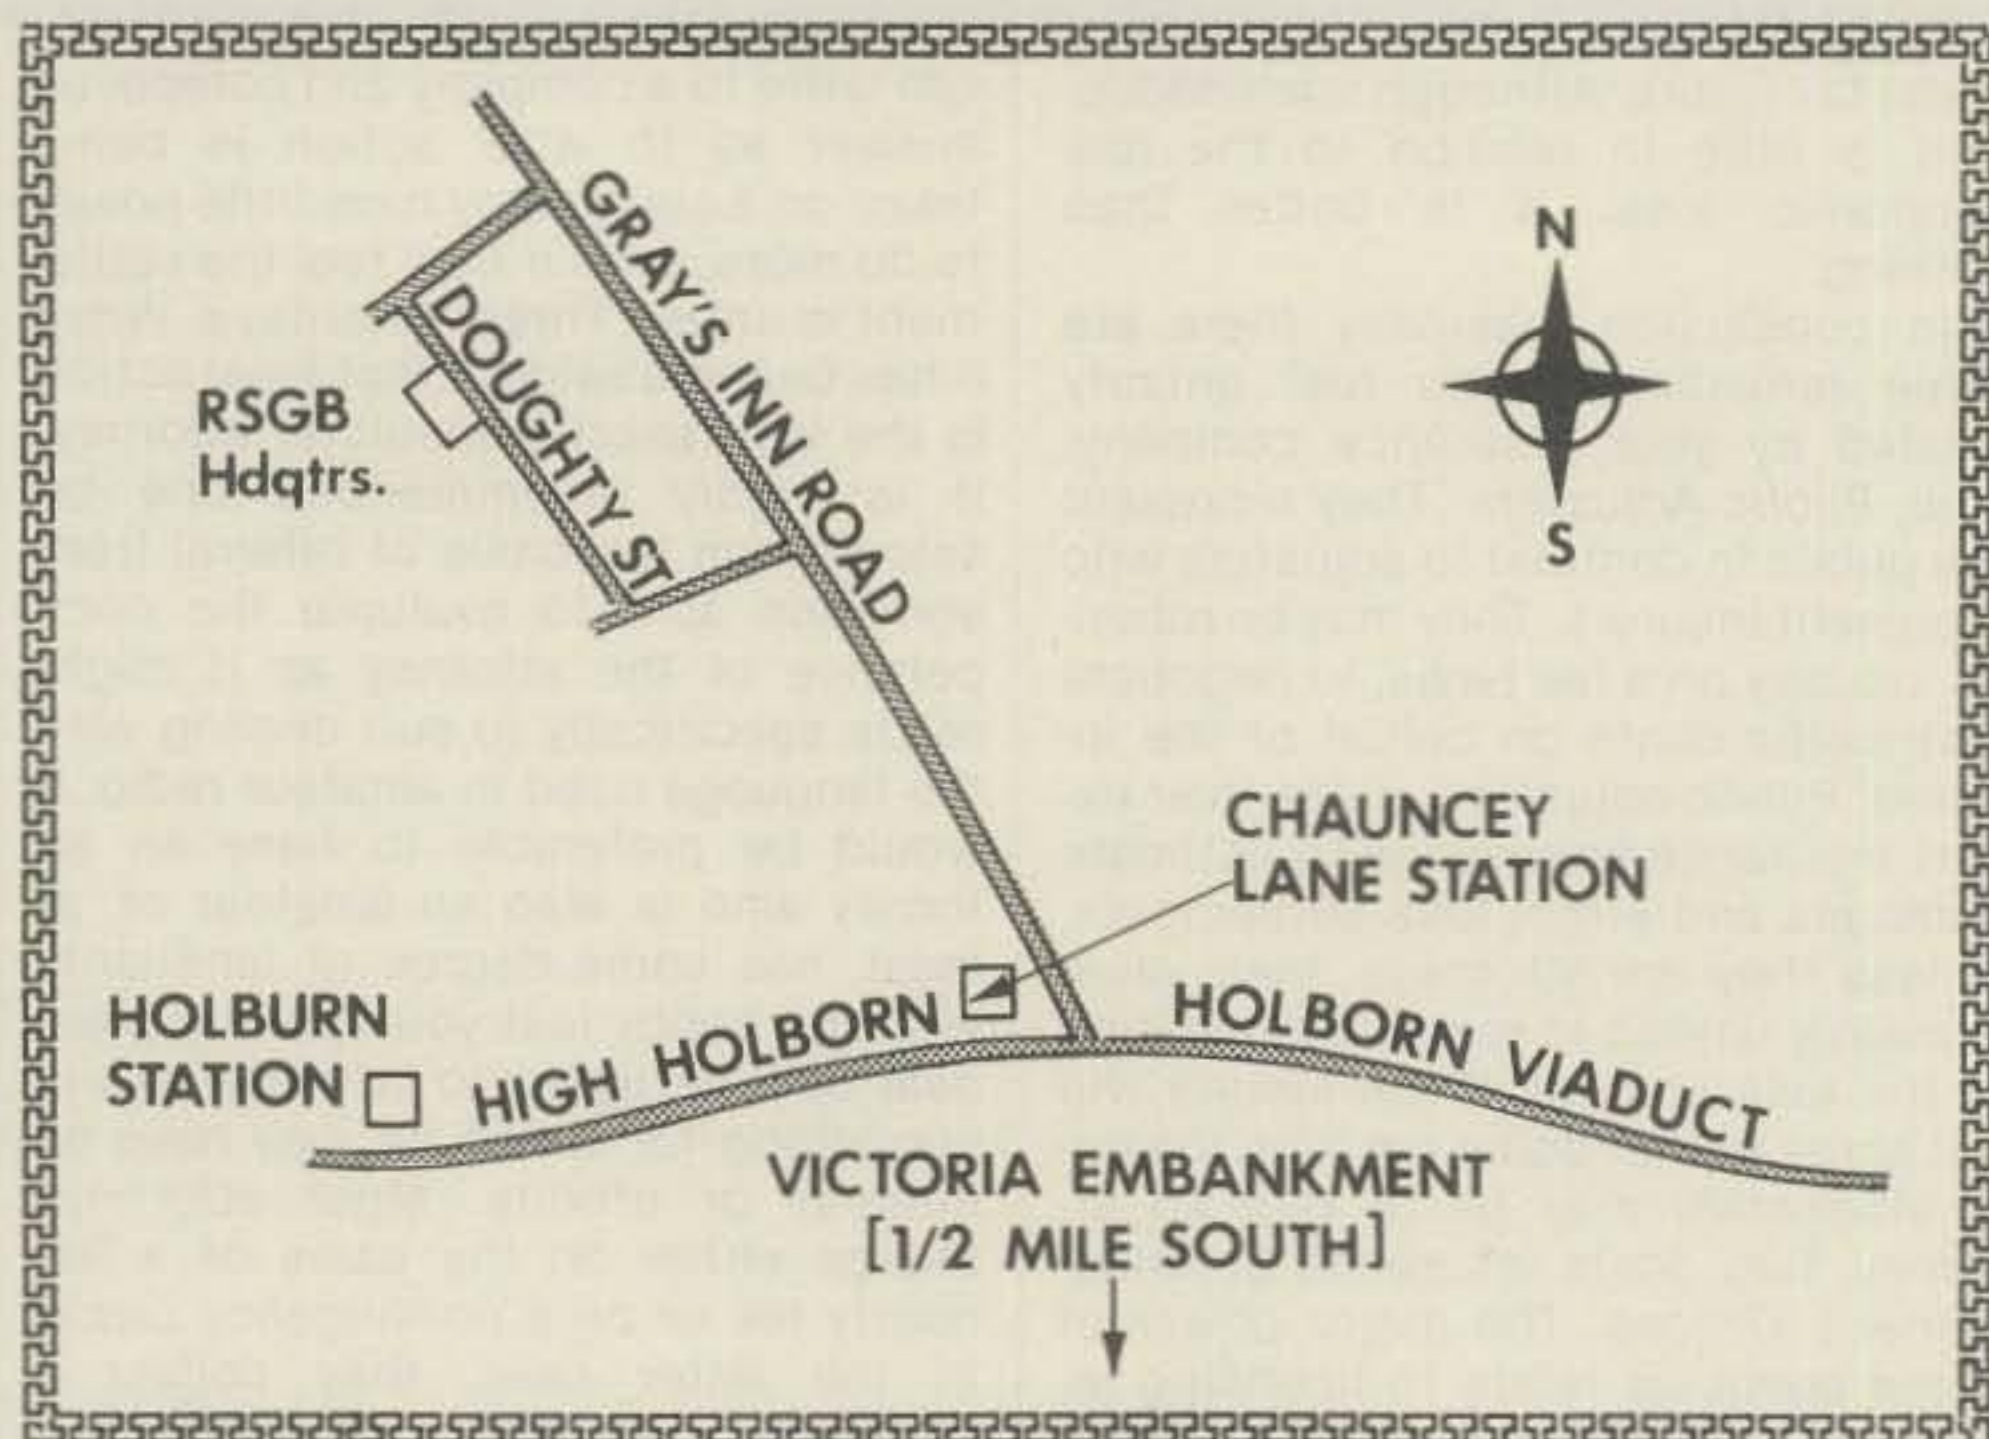 GRAY'S INN ROAD
N
DOUGHTY ST
RSGB
Hdqtrs.
S
CHAUNCEY
LANE STATION
HOLBURN
STATION
HIGH HOLBORN
HOLBORN VIADUCT
VICTORIA EMBANKMENT
[1/2 MILE SOUTH]